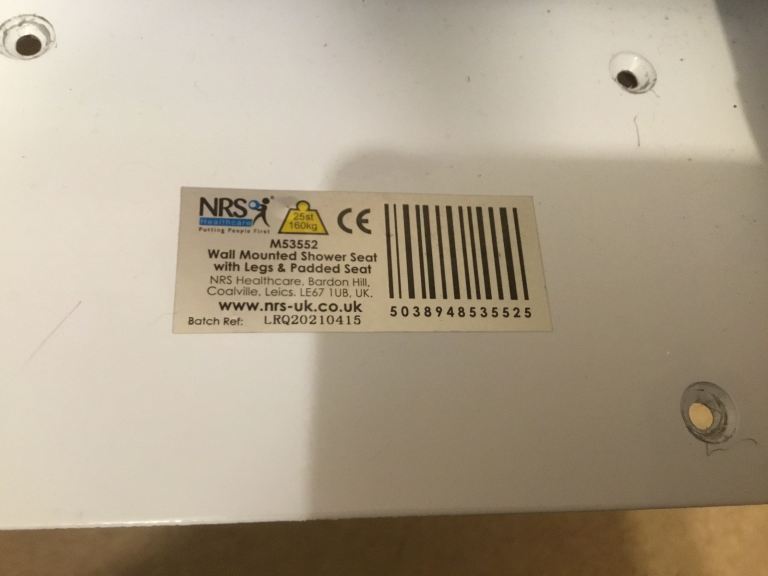 NRS
Healthcare
Putting People First
25st
160kg
CE
M53552
Wall Mounted Shower Seat
with Legs & Padded Seat
NRS Healthcare, Bardon Hill,
Coalville, Leics. LE67 1UB, UK.
www.nrs-uk.co.uk
Batch Ref: LRQ20210415
5038948535525